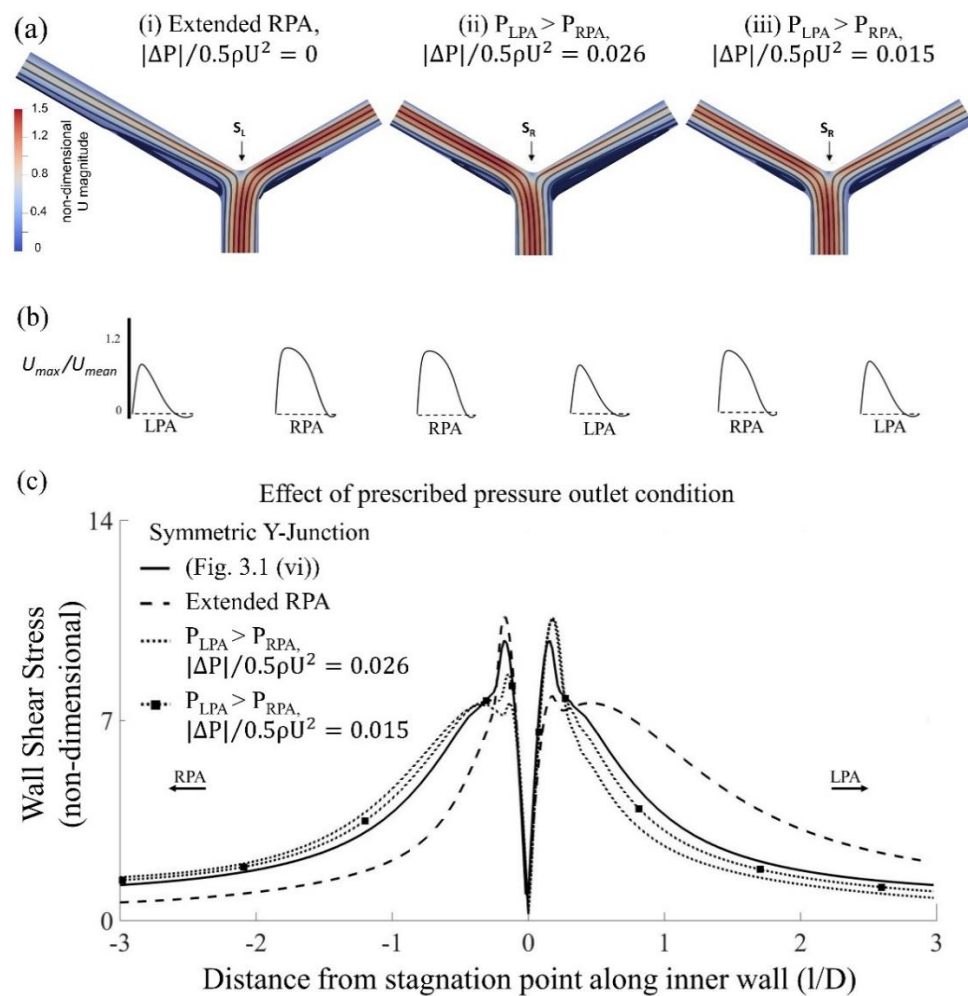 (a)
(i) Extended RPA,
|ΔP|/0.5ρU² = 0
(ii) P_LPA > P_RPA,
|ΔP|/0.5ρU² = 0.026
(iii) P_LPA > P_RPA,
|ΔP|/0.5ρU² = 0.015
1.5
1.2
0.8
0.4
0
non-dimensional
U magnitude
S_L
S_R
S_R
(b)
1.2
U_max/U_mean
0
LPA
RPA
RPA
LPA
RPA
LPA
(c)
Effect of prescribed pressure outlet condition
14
Symmetric Y-Junction
(Fig. 3.1 (vi))
Extended RPA
P_LPA > P_RPA,
|ΔP|/0.5ρU² = 0.026
P_LPA > P_RPA,
|ΔP|/0.5ρU² = 0.015
Wall Shear Stress
(non-dimensional)
7
RPA
LPA
0
-3
-2
-1
0
1
2
3
Distance from stagnation point along inner wall (l/D)